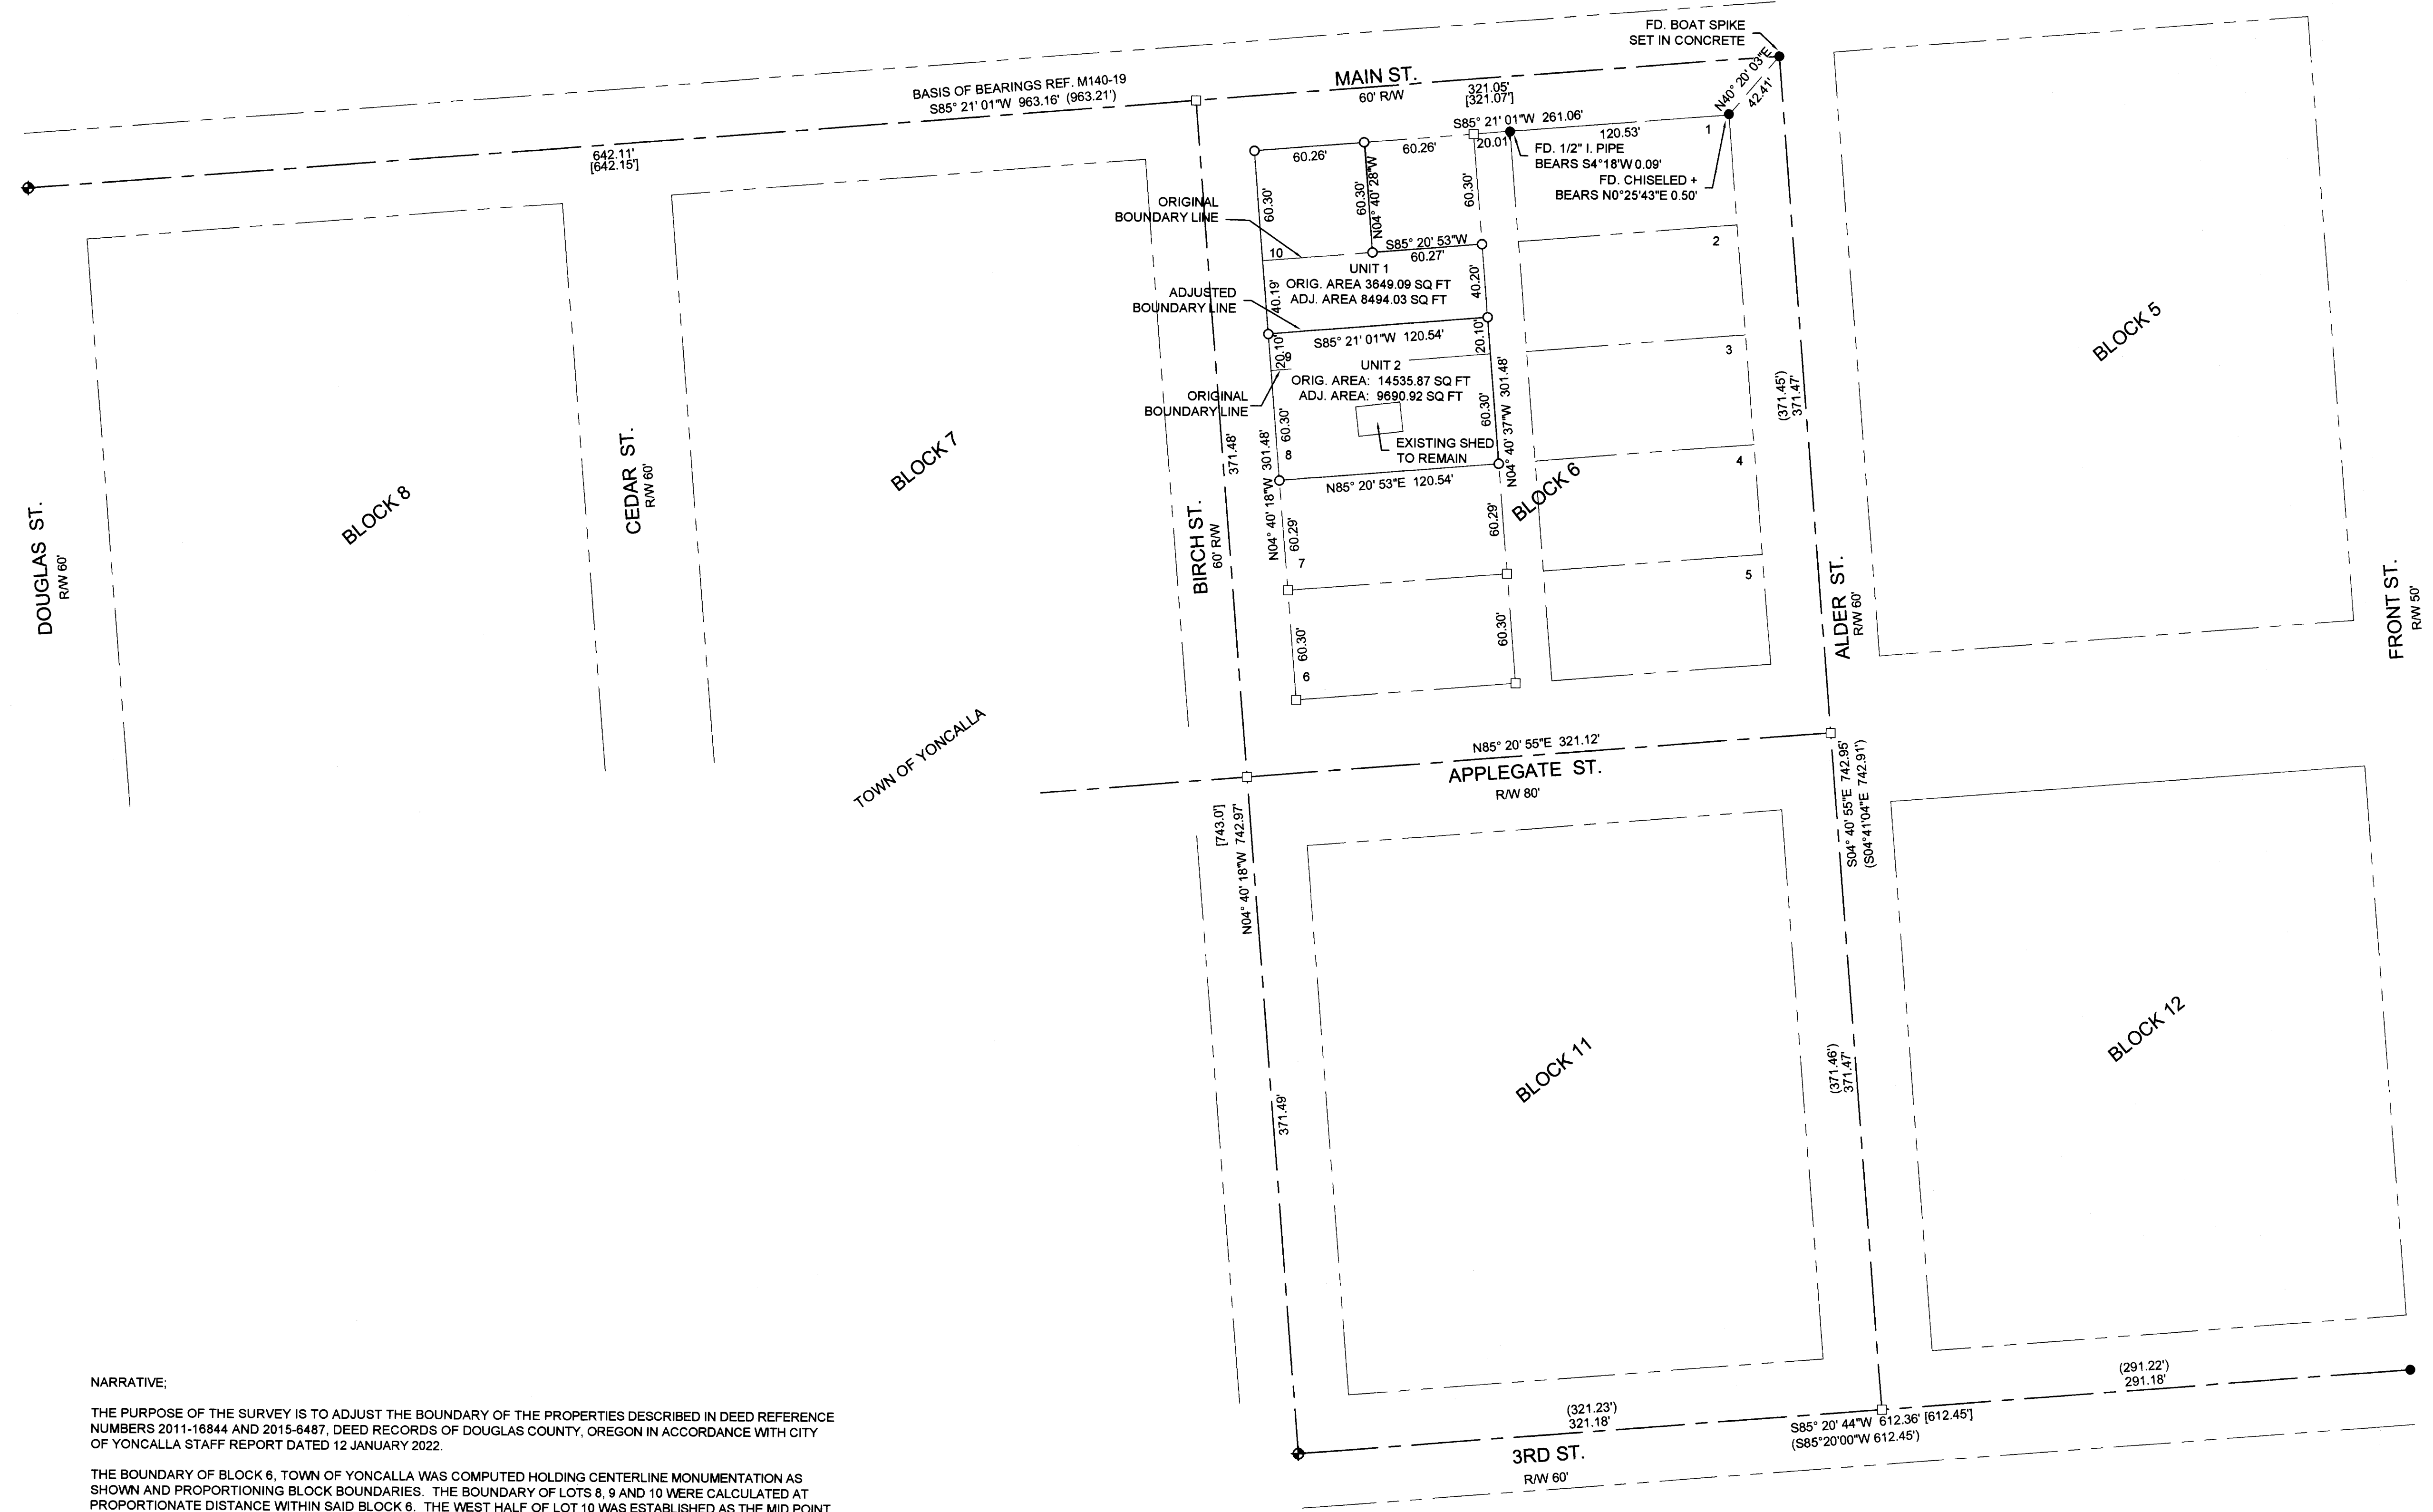 FD. BOAT SPIKE
SET IN CONCRETE
N40° 20' 03"E
42.41'
BASIS OF BEARINGS REF. M140-19
S85° 21' 01"W 963.16' (963.21')
MAIN ST.
60' R/W
321.05'
[321.07']
642.11'
[642.15']
S85° 21' 01"W 261.06'
20.01'
120.53'
1
FD. 1/2" I. PIPE
BEARS S4°18'W 0.09'
FD. CHISELED +
BEARS N0°25'43"E 0.50'
60.26'
60.26'
60.30'
60.30'
N04° 40' 28"W
60.30'
ORIGINAL
BOUNDARY LINE
10
S85° 20' 53"W
60.27'
UNIT 1
ORIG. AREA 3649.09 SQ FT
ADJ. AREA 8494.03 SQ FT
40.19'
40.20'
ADJUSTED
BOUNDARY LINE
S85° 21' 01"W 120.54'
20.10'
20.10'
9
UNIT 2
ORIG. AREA: 14535.87 SQ FT
ADJ. AREA: 9690.92 SQ FT
ORIGINAL
BOUNDARY LINE
60.30'
60.30'
8
EXISTING SHED
TO REMAIN
N85° 20' 53"E 120.54'
N04° 40' 18"W 301.48'
N04° 40' 37"W 301.48'
371.48'
60.29'
60.29'
7
60.30'
60.30'
6
2
3
4
5
BLOCK 6
(371.45')
371.47'
BLOCK 5
BLOCK 7
BLOCK 8
DOUGLAS ST.
R/W 60'
CEDAR ST.
R/W 60'
BIRCH ST.
60' R/W
ALDER ST.
R/W 60'
FRONT ST.
R/W 50'
TOWN OF YONCALLA
N85° 20' 55"E 321.12'
APPLEGATE ST.
R/W 80'
[743.0']
N04° 40' 18"W 742.97'
S04° 40' 55"E 742.95'
(S04°41'04"E 742.91')
371.49'
BLOCK 11
(371.46')
371.47'
BLOCK 12
(321.23')
321.18'
3RD ST.
R/W 60'
S85° 20' 44"W 612.36' [612.45']
(S85°20'00"W 612.45')
(291.22')
291.18'
NARRATIVE;
THE PURPOSE OF THE SURVEY IS TO ADJUST THE BOUNDARY OF THE PROPERTIES DESCRIBED IN DEED REFERENCE
NUMBERS 2011-16844 AND 2015-6487, DEED RECORDS OF DOUGLAS COUNTY, OREGON IN ACCORDANCE WITH CITY
OF YONCALLA STAFF REPORT DATED 12 JANUARY 2022.
THE BOUNDARY OF BLOCK 6, TOWN OF YONCALLA WAS COMPUTED HOLDING CENTERLINE MONUMENTATION AS
SHOWN AND PROPORTIONING BLOCK BOUNDARIES. THE BOUNDARY OF LOTS 8, 9 AND 10 WERE CALCULATED AT
PROPORTIONATE DISTANCE WITHIN SAID BLOCK 6. THE WEST HALF OF LOT 10 WAS ESTABLISHED AS THE MID POINT